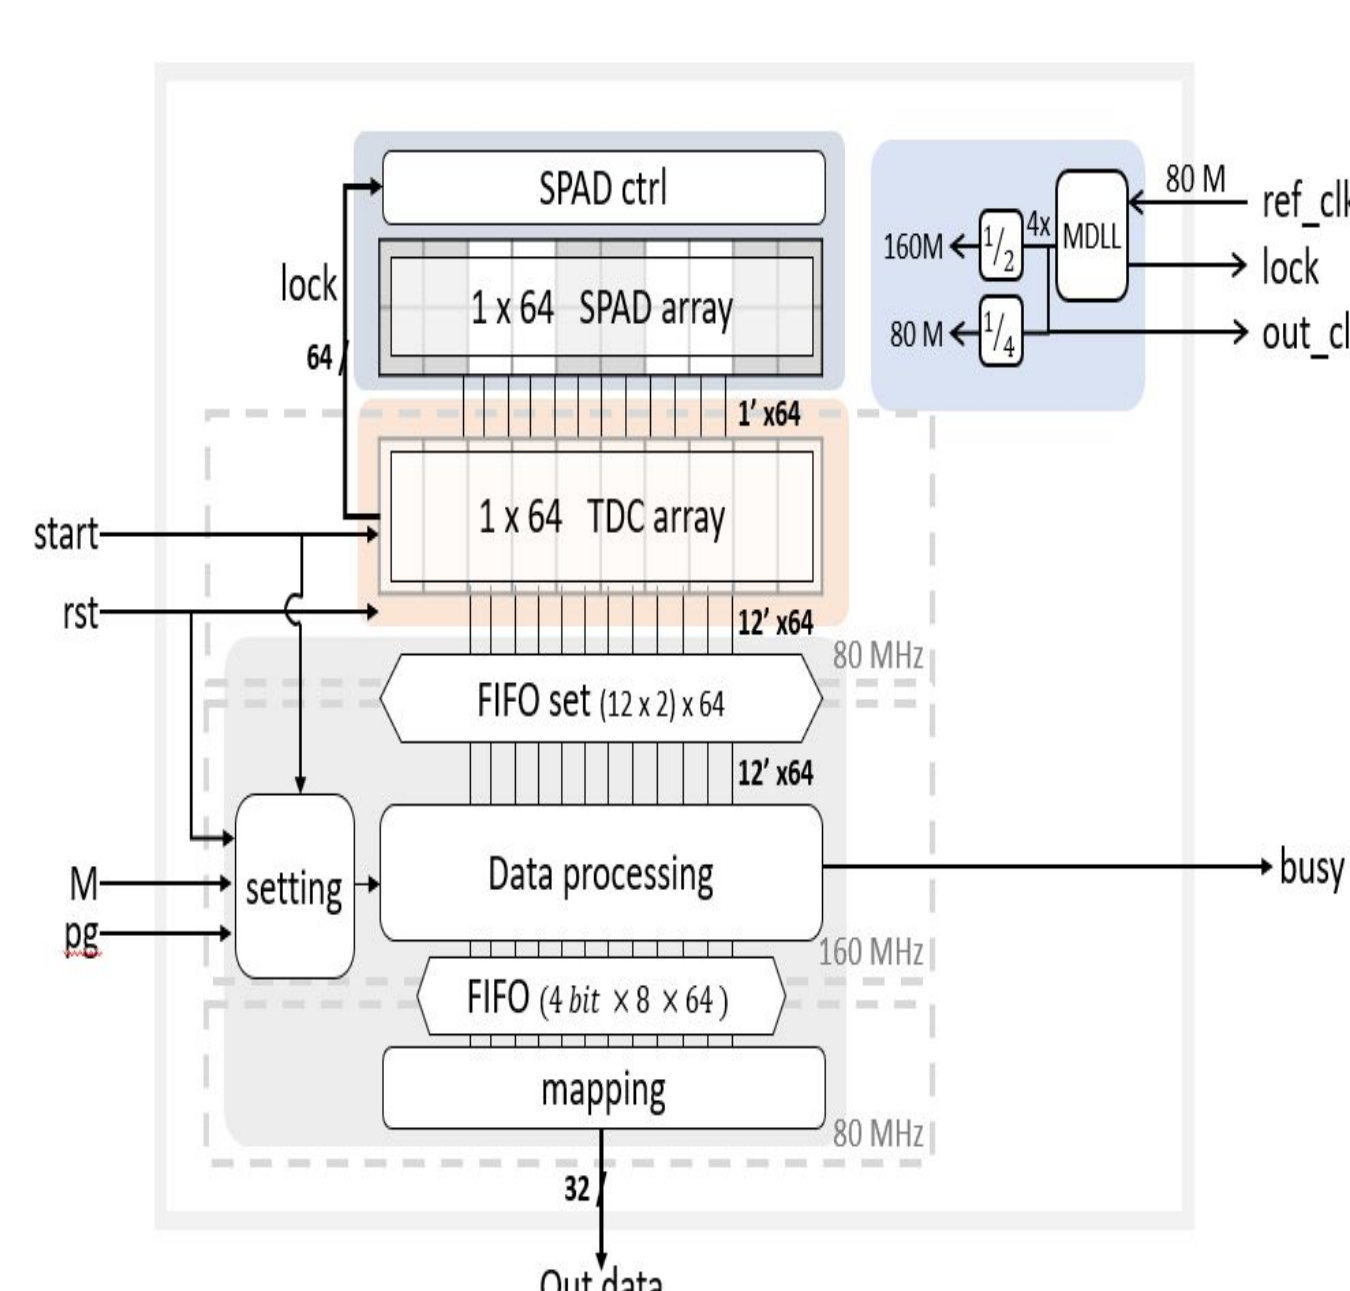 SPAD ctrl
lock
1 x 64 SPAD array
64
1’ x64
80 M
ref_clk
4x
MDLL
160M
1/2
lock
80 M
1/4
out_cl
start
1 x 64 TDC array
rst
12’ x64
80 MHz
FIFO set (12 x 2) x 64
12’ x64
setting
Data processing
busy
M
pg
160 MHz
FIFO (4 bit × 8 × 64 )
mapping
80 MHz
32
Out data